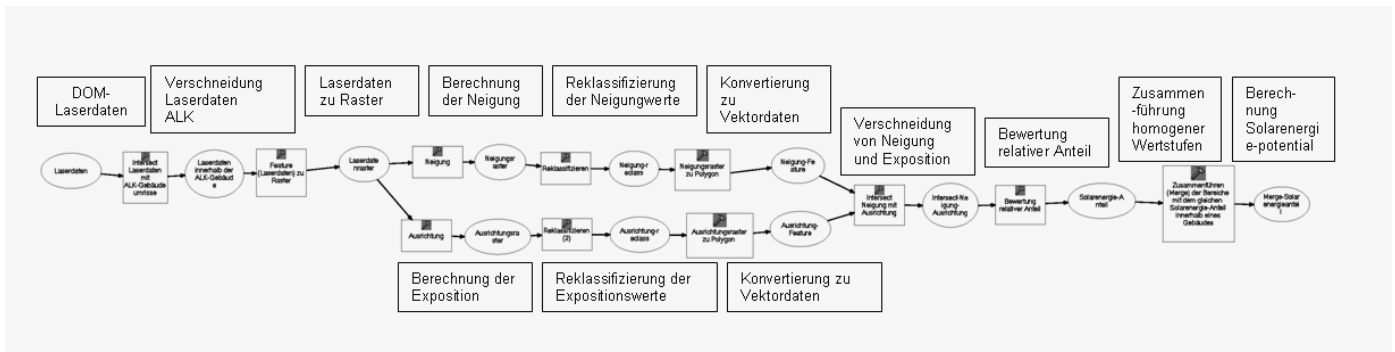 DOM-
Laserdaten
Verschneidung
Laserdaten
ALK
Laserdaten
zu Raster
Berechnung
der Neigung
Reklassifizierung
der Neigungwerte
Konvertierung
zu
Vektordaten
Verschneidung
von Neigung
und Exposition
Bewertung
relativer Anteil
Zusammen
-führung
homogener
Wertstufen
Berech-
nung
Solarenergi
e-potential
Laserdaten
Intersect
Laserdaten
mit
ALK-Gebäude
umrisse
Laserdaten
innerhalb der
ALK-Gebäud
e
Feature
(Laserdaten) zu
Raster
Laserdate
nraster
Neigung
Neigungsra
ster
Reklassifizieren
Neigung-r
eclass
Neigungsraster
zu Polygon
Neigung-Fe
ature
Ausrichtung
Ausrichtungsra
ster
Reklassifizieren
(2)
Ausrichtung-r
eclass
Ausrichtungsraster
zu Polygon
Ausrichtung-
Feature
Intersect
Neigung mit
Ausrichtung
Intersect-Ne
igung-
Ausrichtung
Bewertung
relativer Anteil
Solarenergie-A
nteil
Zusammenführen
(Merge) der Bereiche
mit dem gleichen
Solarenergie-Anteil
innerhalb eines
Gebäudes
Merge-Solar
energieantei
l
Berechnung der
Exposition
Reklassifizierung der
Expositionswerte
Konvertierung zu
Vektordaten